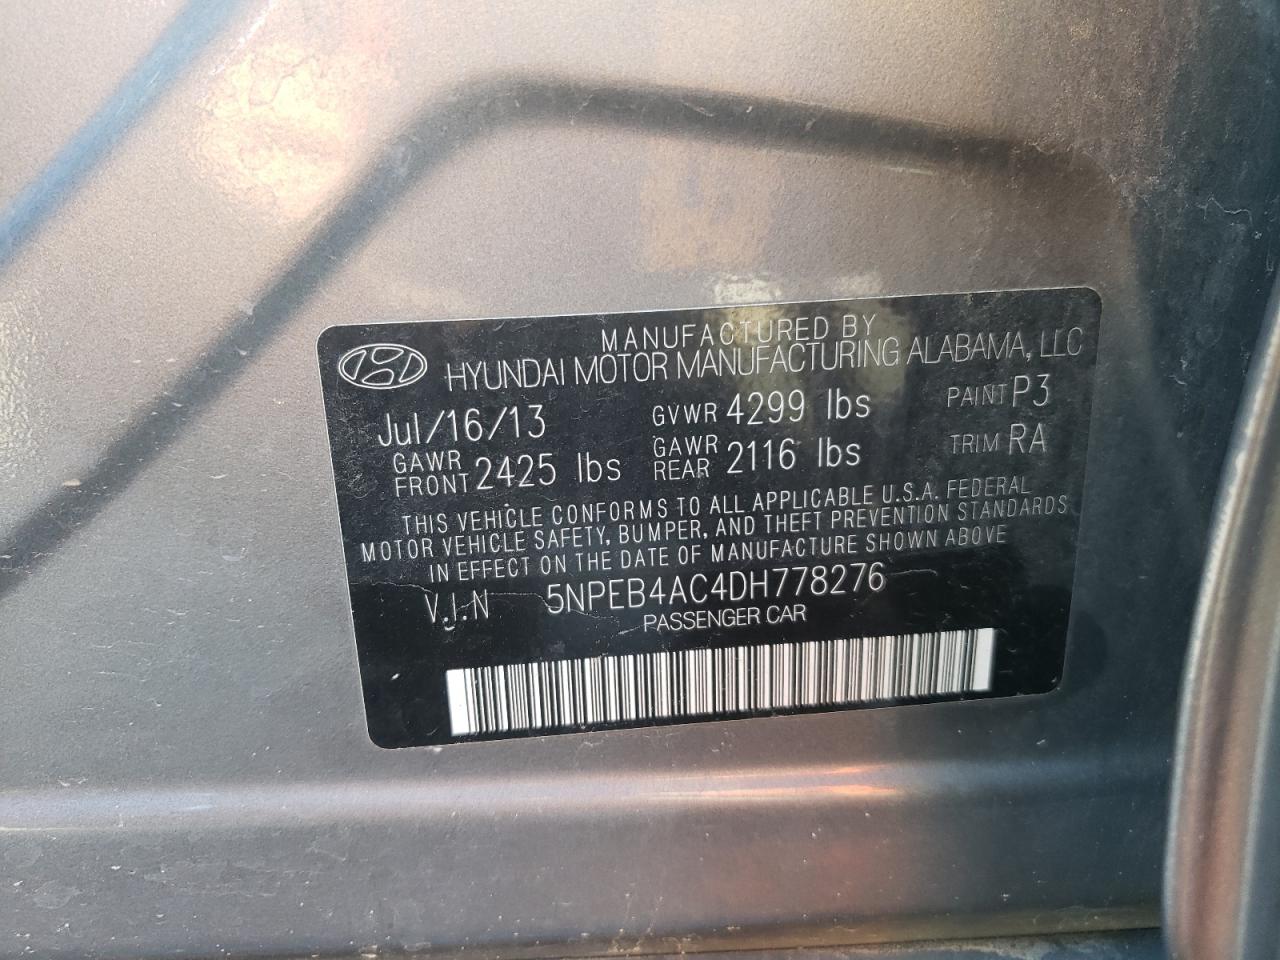 MANUFACTURED BY
HYUNDAI MOTOR MANUFACTURING ALABAMA, LLC
Jul/16/13 GVWR 4299 lbs PAINT P3
GAWR FRONT 2425 lbs GAWR REAR 2116 lbs TRIM RA
THIS VEHICLE CONFORMS TO ALL APPLICABLE U.S.A. FEDERAL
MOTOR VEHICLE SAFETY, BUMPER, AND THEFT PREVENTION STANDARDS
IN EFFECT ON THE DATE OF MANUFACTURE SHOWN ABOVE
V.I.N 5NPEB4AC4DH778276
PASSENGER CAR